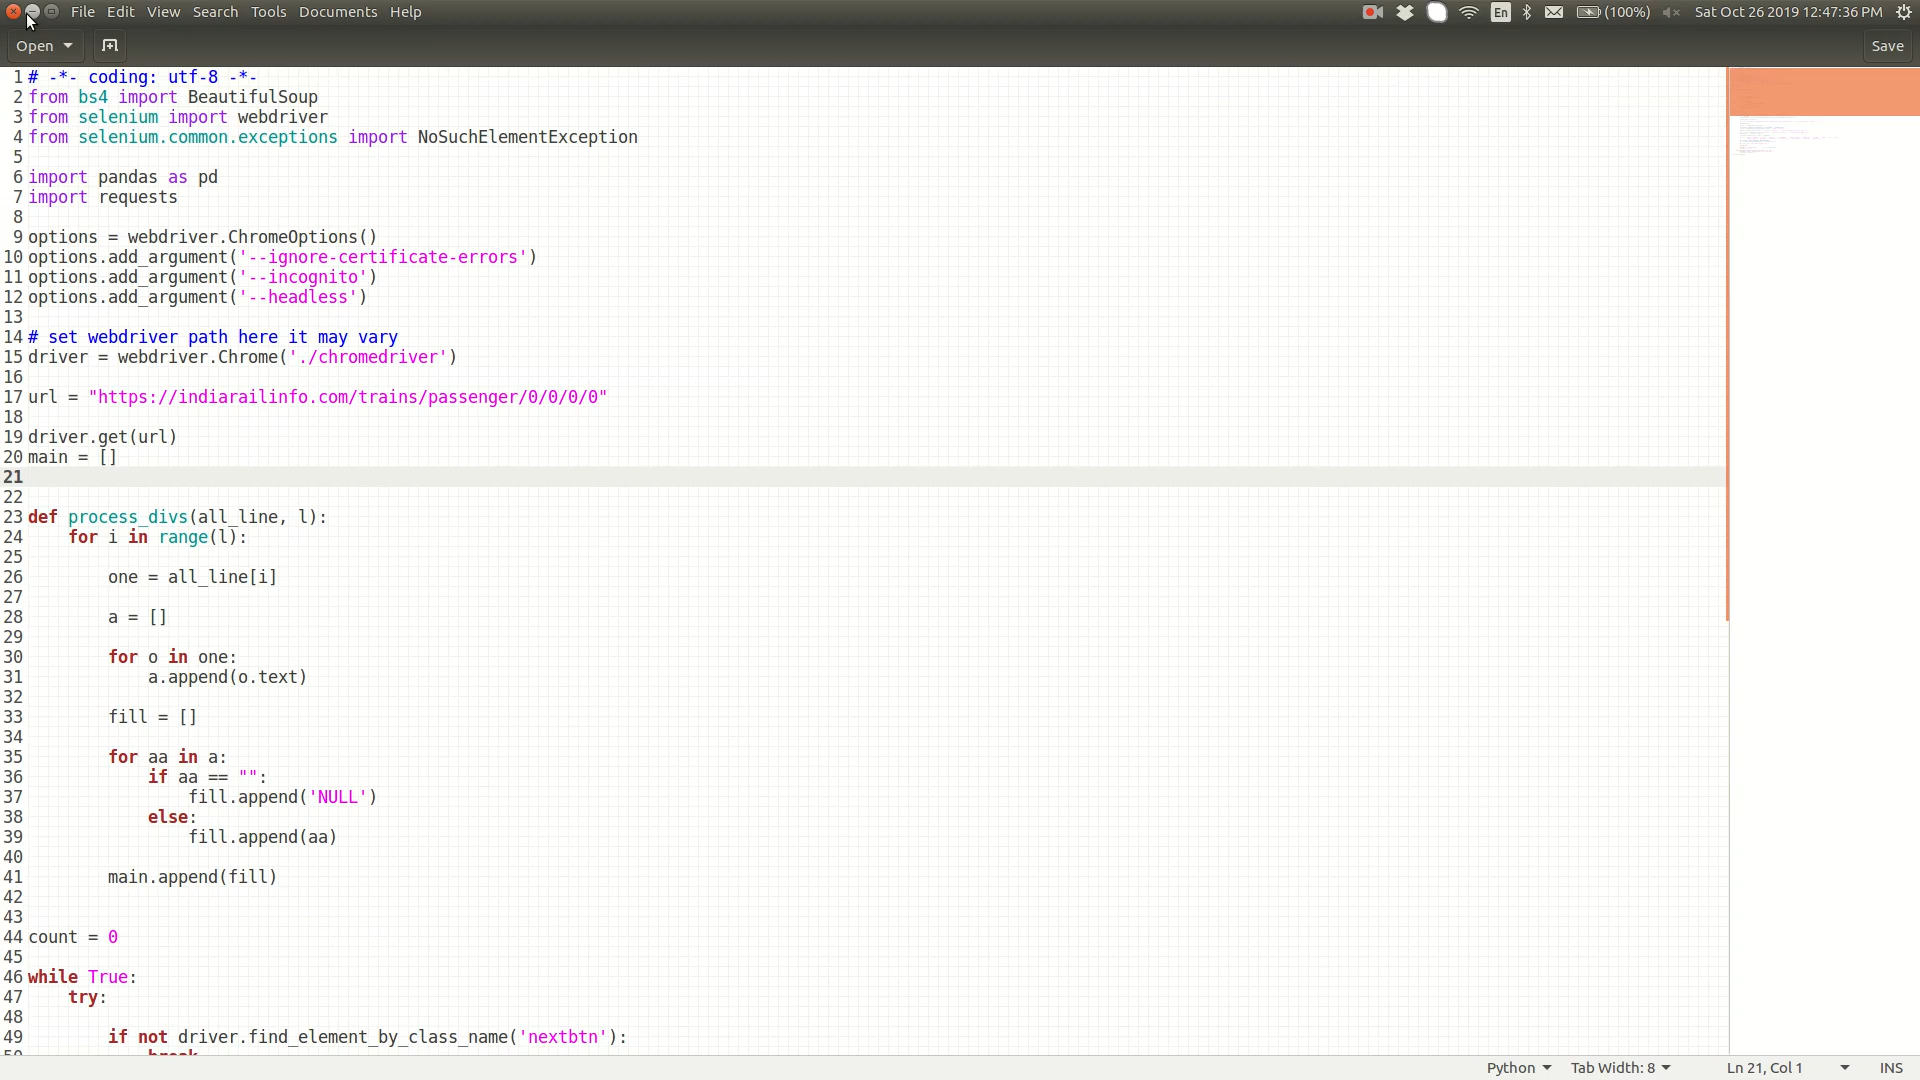 File Edit View Search Tools Documents Help En (100%) Sat Oct 26 2019 12:47:36 PM
Open Save
1 # -*- coding: utf-8 -*-
2 from bs4 import BeautifulSoup
3 from selenium import webdriver
4 from selenium.common.exceptions import NoSuchElementException
5
6 import pandas as pd
7 import requests
8
9 options = webdriver.ChromeOptions()
10 options.add_argument('--ignore-certificate-errors')
11 options.add_argument('--incognito')
12 options.add_argument('--headless')
13
14 # set webdriver path here it may vary
15 driver = webdriver.Chrome('./chromedriver')
16
17 url = "https://indiarailinfo.com/trains/passenger/0/0/0/0"
18
19 driver.get(url)
20 main = []
21
22
23 def process_divs(all_line, l):
24     for i in range(l):
25
26         one = all_line[i]
27
28         a = []
29
30         for o in one:
31             a.append(o.text)
32
33         fill = []
34
35         for aa in a:
36             if aa == "":
37                 fill.append('NULL')
38             else:
39                 fill.append(aa)
40
41         main.append(fill)
42
43
44 count = 0
45
46 while True:
47     try:
48
49         if not driver.find_element_by_class_name('nextbtn'):
50             break
Python Tab Width: 8 Ln 21, Col 1 INS